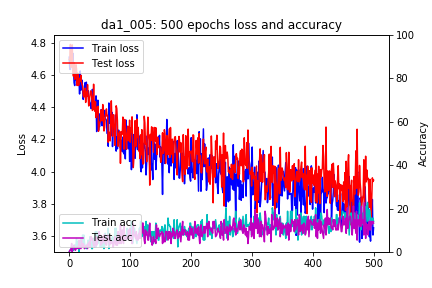 da1_005: 500 epochs loss and accuracy
4.8
4.6
4.4
4.2
4.0
3.8
3.6
Loss
Train loss
Test loss
Train acc
Test acc
0
100
200
300
400
500
100
80
60
40
20
0
Accuracy